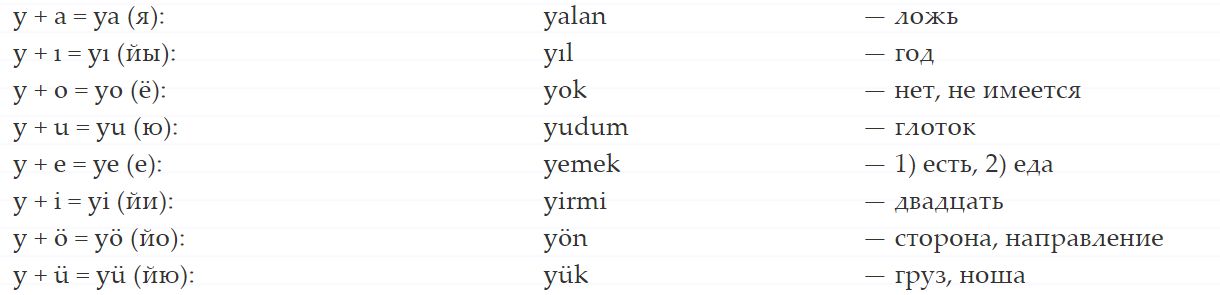 y + a = ya (я): yalan — ложь
y + ı = yı (йы): yıl — год
y + o = yo (ё): yok — нет, не имеется
y + u = yu (ю): yudum — глоток
y + e = ye (е): yemek — 1) есть, 2) еда
y + i = yi (йи): yirmi — двадцать
y + ö = yö (йо): yön — сторона, направление
y + ü = yü (йю): yük — груз, ноша